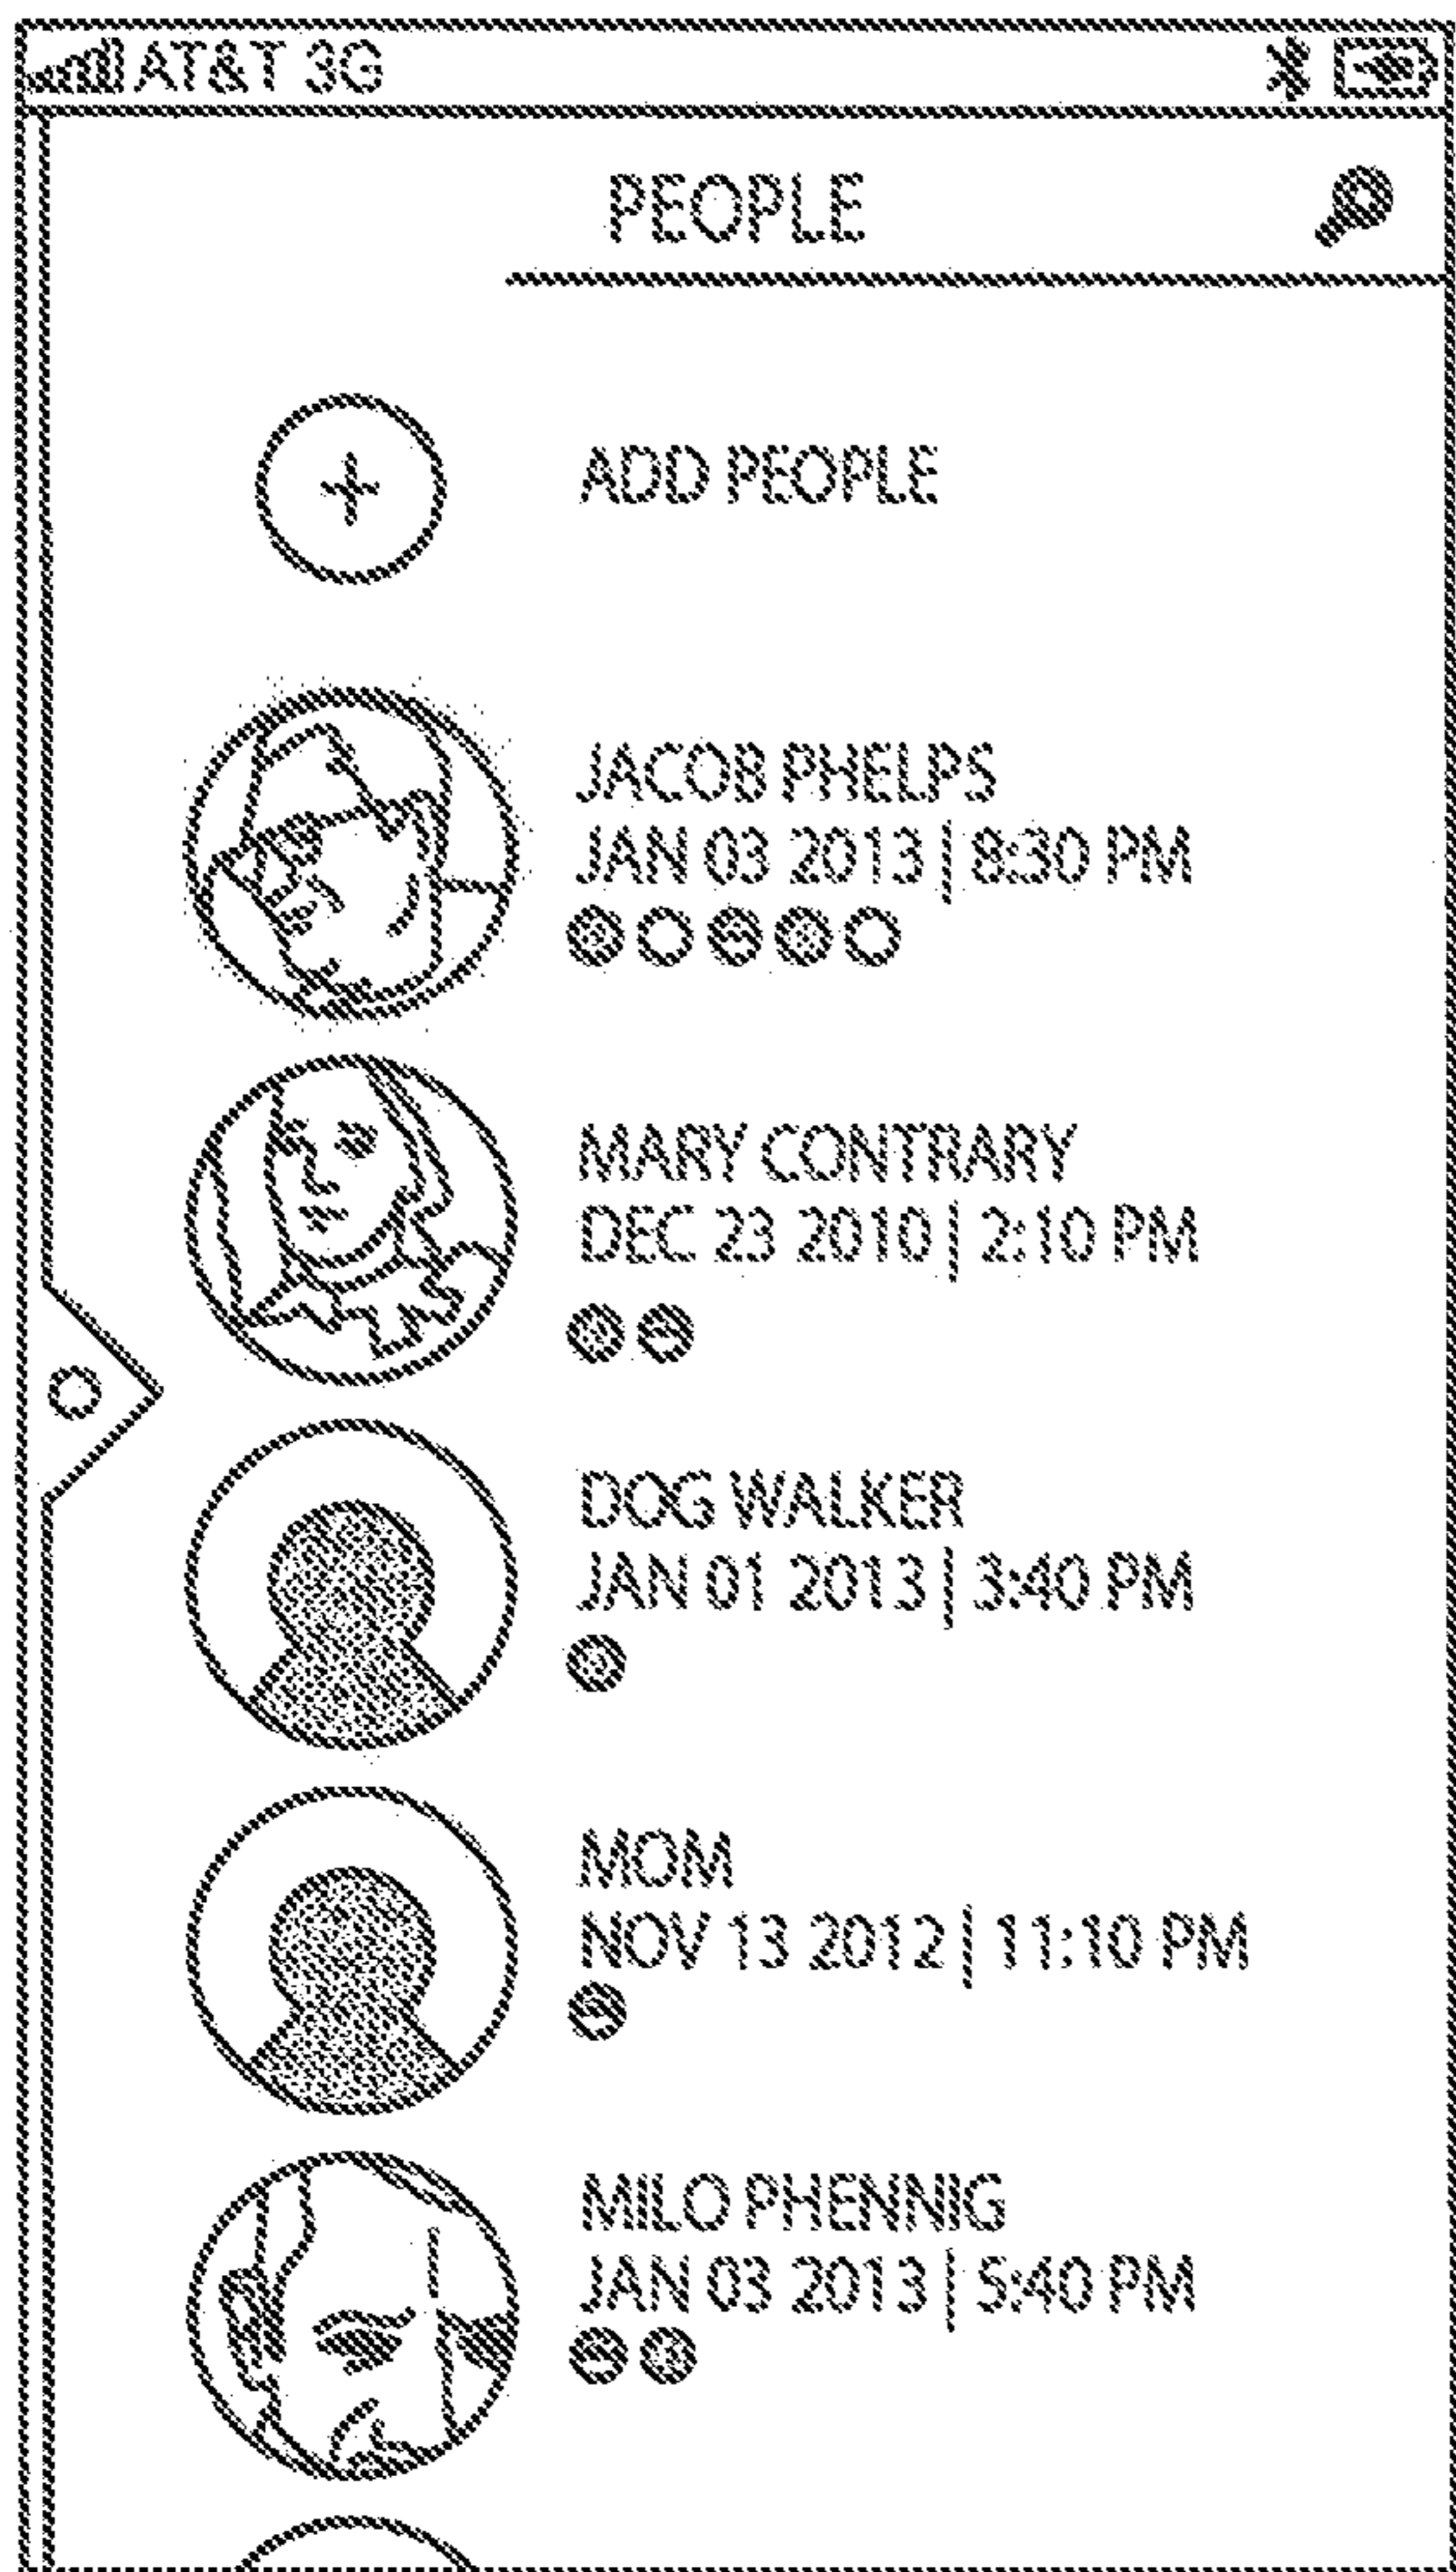 AT&T 3G
PEOPLE
ADD PEOPLE
JACOB PHELPS
JAN 03 2013 | 8:30 PM
MARY CONTRARY
DEC 23 2010 | 2:10 PM
DOG WALKER
JAN 01 2013 | 3:40 PM
MOM
NOV 13 2012 | 11:10 PM
MILO PHENNIG
JAN 03 2013 | 5:40 PM